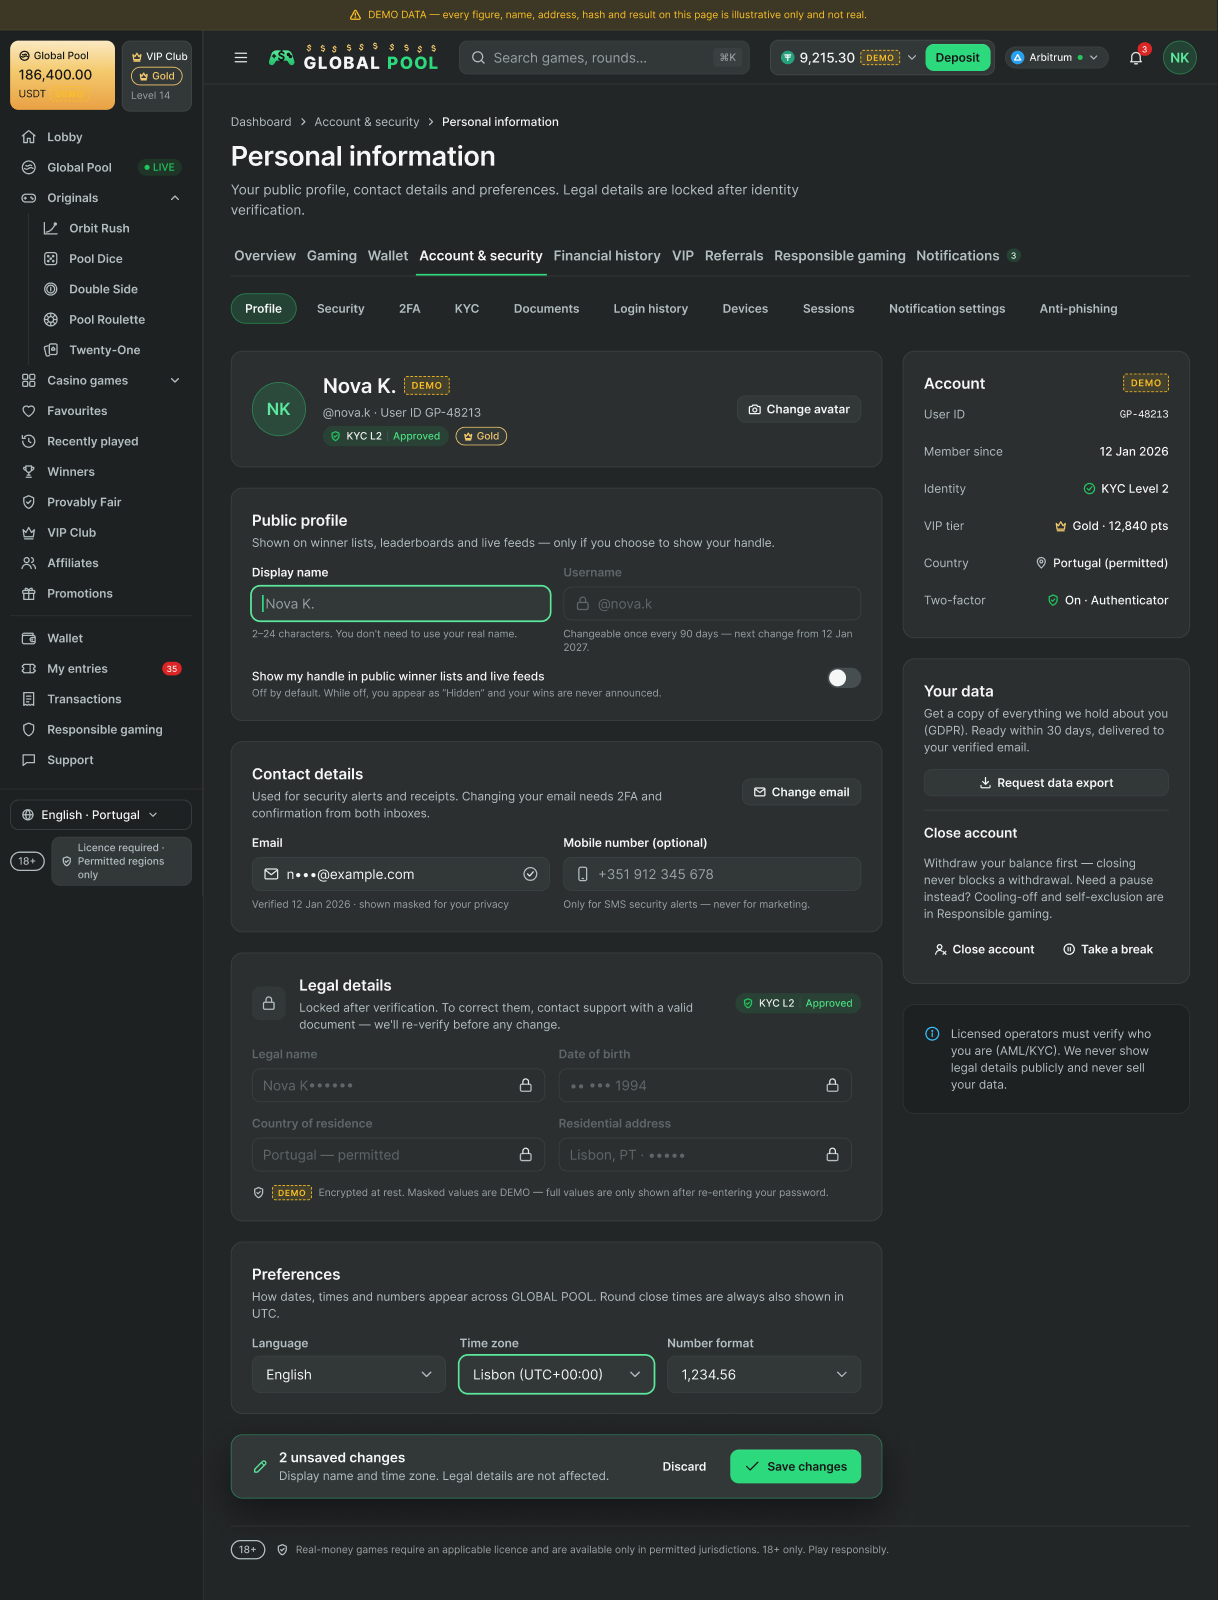 DEMO DATA — every figure, name, address, hash and result on this page is illustrative only and not real.
Global Pool
186,400.00
USDT
VIP Club
Gold
Level 14
GLOBAL POOL
Search games, rounds...
⌘K
9,215.30 DEMO
Deposit
Arbitrum
3
NK
Lobby
Global Pool LIVE
Originals
Orbit Rush
Pool Dice
Double Side
Pool Roulette
Twenty-One
Casino games
Favourites
Recently played
Winners
Provably Fair
VIP Club
Affiliates
Promotions
Wallet
My entries 35
Transactions
Responsible gaming
Support
English · Portugal
18+
Licence required ·
Permitted regions
only
Dashboard > Account & security > Personal information
Personal information
Your public profile, contact details and preferences. Legal details are locked after identity
verification.
Overview Gaming Wallet Account & security Financial history VIP Referrals Responsible gaming Notifications 3
Profile Security 2FA KYC Documents Login history Devices Sessions Notification settings Anti-phishing
NK
Nova K. DEMO
@nova.k · User ID GP-48213
KYC L2 Approved Gold
Change avatar
Public profile
Shown on winner lists, leaderboards and live feeds — only if you choose to show your handle.
Display name
Nova K.
2–24 characters. You don't need to use your real name.
Username
@nova.k
Changeable once every 90 days — next change from 12 Jan
2027.
Show my handle in public winner lists and live feeds
Off by default. While off, you appear as "Hidden" and your wins are never announced.
Contact details
Used for security alerts and receipts. Changing your email needs 2FA and
confirmation from both inboxes.
Change email
Email
n•••@example.com
Verified 12 Jan 2026 · shown masked for your privacy
Mobile number (optional)
+351 912 345 678
Only for SMS security alerts — never for marketing.
Legal details
Locked after verification. To correct them, contact support with a valid
document — we'll re-verify before any change.
KYC L2 Approved
Legal name
Nova K••••••
Date of birth
•• ••• 1994
Country of residence
Portugal — permitted
Residential address
Lisbon, PT · •••••
DEMO Encrypted at rest. Masked values are DEMO — full values are only shown after re-entering your password.
Preferences
How dates, times and numbers appear across GLOBAL POOL. Round close times are always also shown in
UTC.
Language
English
Time zone
Lisbon (UTC+00:00)
Number format
1,234.56
2 unsaved changes
Display name and time zone. Legal details are not affected.
Discard
Save changes
Account DEMO
User ID GP-48213
Member since 12 Jan 2026
Identity KYC Level 2
VIP tier Gold · 12,840 pts
Country Portugal (permitted)
Two-factor On · Authenticator
Your data
Get a copy of everything we hold about you
(GDPR). Ready within 30 days, delivered to
your verified email.
Request data export
Close account
Withdraw your balance first — closing
never blocks a withdrawal. Need a pause
instead? Cooling-off and self-exclusion are
in Responsible gaming.
Close account
Take a break
Licensed operators must verify who
you are (AML/KYC). We never show
legal details publicly and never sell
your data.
18+ Real-money games require an applicable licence and are available only in permitted jurisdictions. 18+ only. Play responsibly.